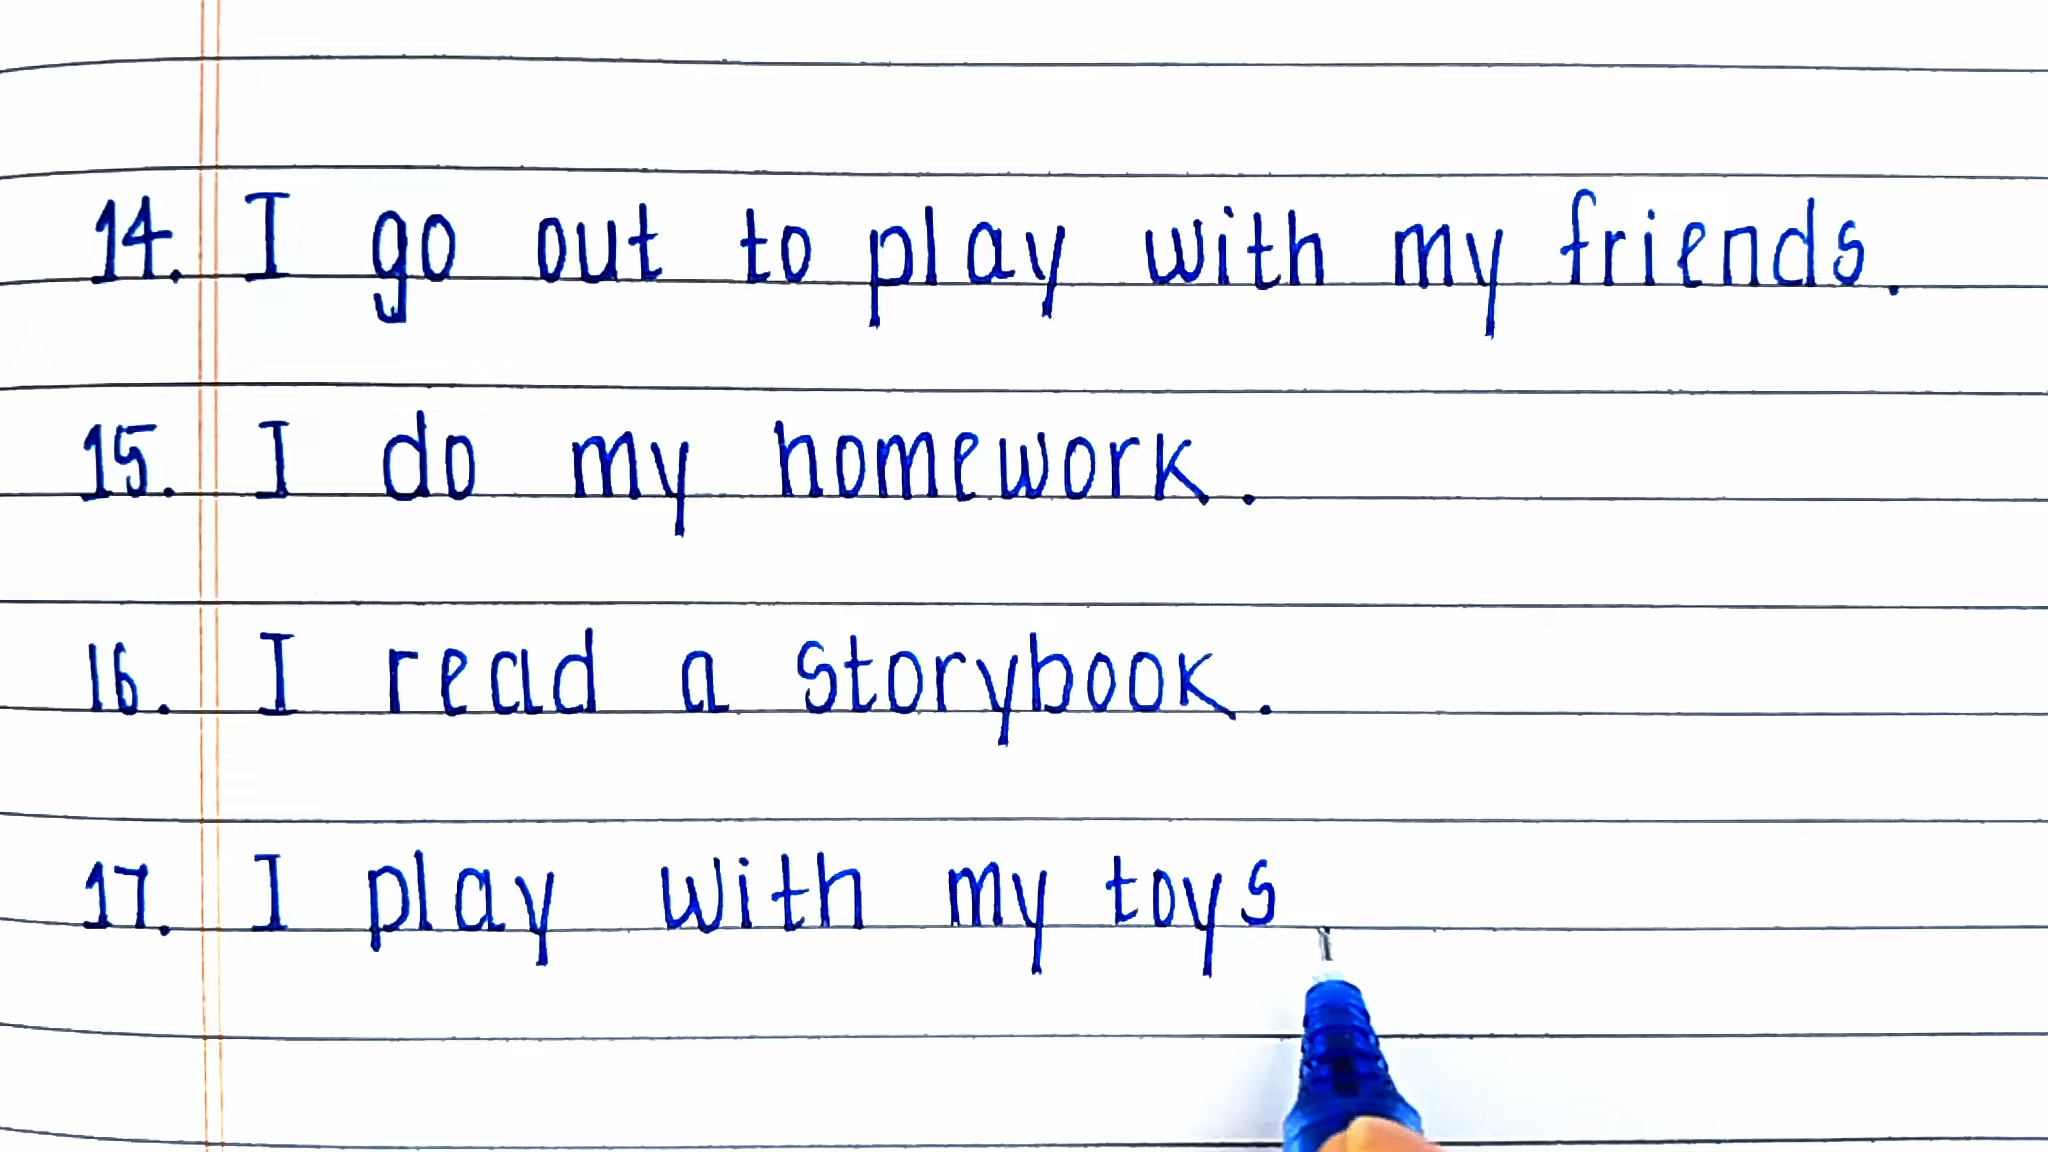 14. I go out to play with my friends.
15. I do my homework.
16. I read a storybook.
17. I play with my toys